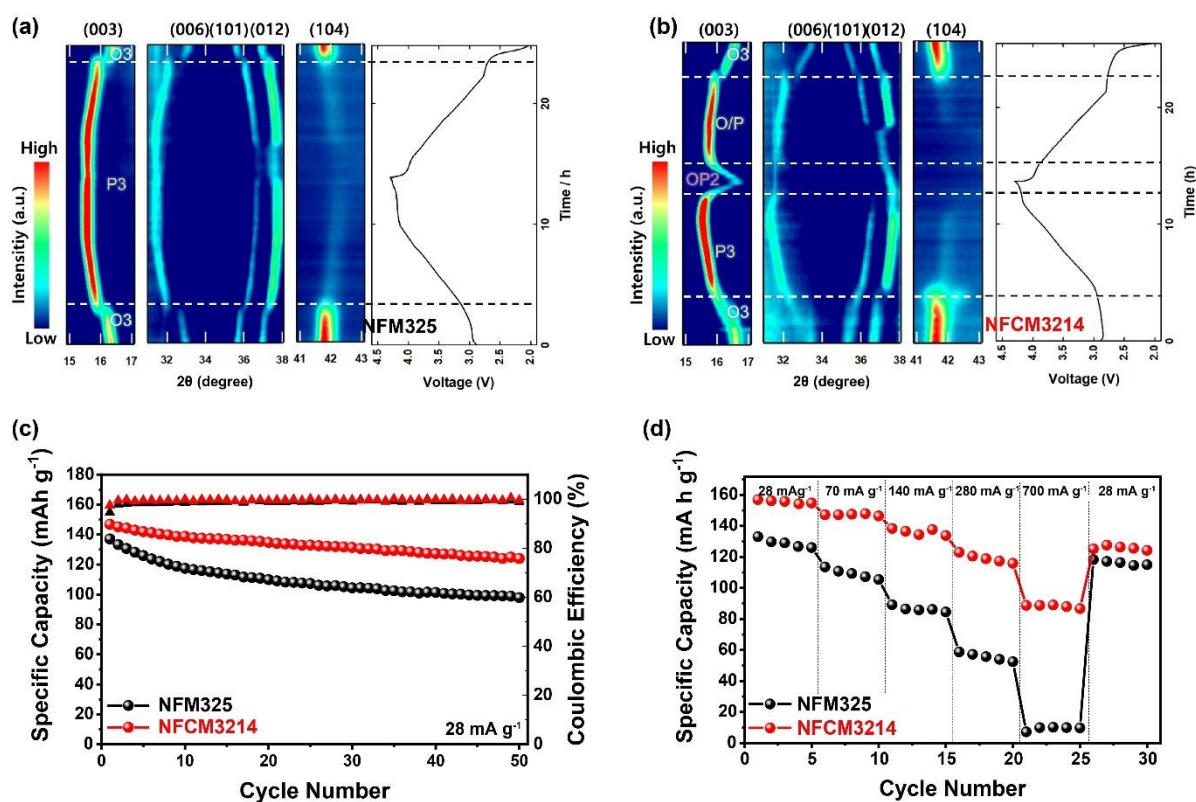 (a)
(003)
(006)(101)(012)
(104)
High
Low
Intensitiy (a.u.)
O3
P3
O3
NFM325
15 16 17
32 34 36 38
41 42 43
4.5 4.0 3.5 3.0 2.5 2.0
0 10 20
Time / h
2θ (degree)
Voltage (V)
(b)
(003)
(006)(101)(012)
(104)
High
Low
Intensitiy (a.u.)
O3
O/P
OP2
P3
O3
NFCM3214
15 16 17
32 34 36 38
41 42 43
4.5 4.0 3.5 3.0 2.5 2.0
0 10 20
Time (h)
2θ (degree)
Voltage (V)
(c)
180
160
140
120
100
80
60
40
20
0
Specific Capacity (mAh g⁻¹)
100
80
60
40
20
0
Coulombic Efficiency (%)
NFM325
NFCM3214
28 mA g⁻¹
0 10 20 30 40 50
Cycle Number
(d)
160
140
120
100
80
60
40
20
0
Specific Capacity (mA h g⁻¹)
28 mAg⁻¹ 70 mA g⁻¹ 140 mA g⁻¹ 280 mA g⁻¹ 700 mA g⁻¹ 28 mA g⁻¹
NFM325
NFCM3214
0 5 10 15 20 25 30
Cycle Number